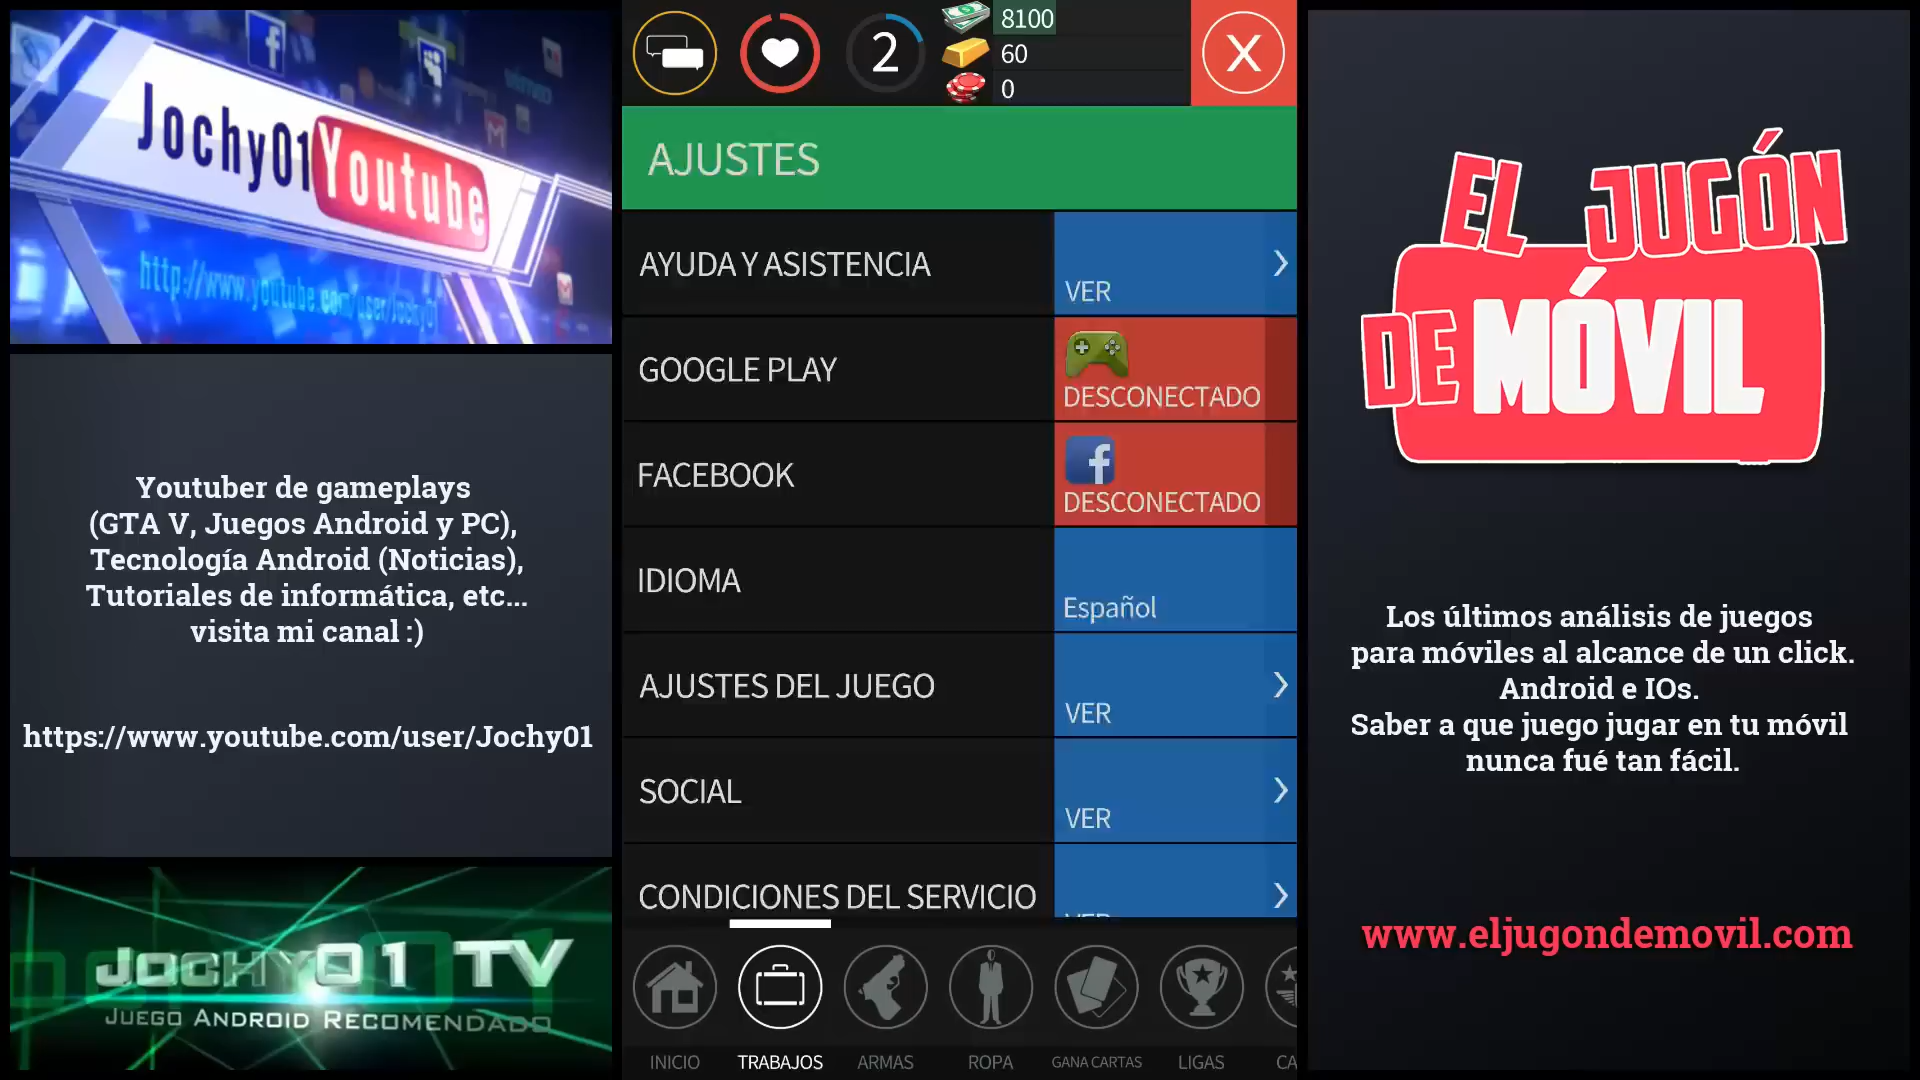 Jochy01 Youtube
http://www.youtube.com/user/Jochy01
Youtuber de gameplays
(GTA V, Juegos Android y PC),
Tecnología Android (Noticias),
Tutoriales de informática, etc...
visita mi canal :)
https://www.youtube.com/user/Jochy01
Jochy01 TV
Juego Android Recomendado
2
8100
60
0
X
AJUSTES
AYUDA Y ASISTENCIA
VER
GOOGLE PLAY
DESCONECTADO
FACEBOOK
DESCONECTADO
IDIOMA
Español
AJUSTES DEL JUEGO
VER
SOCIAL
VER
CONDICIONES DEL SERVICIO
VER
INICIO
TRABAJOS
ARMAS
ROPA
GANA CARTAS
LIGAS
CA
EL JUGÓN
DE MÓVIL
Los últimos análisis de juegos
para móviles al alcance de un click.
Android e IOs.
Saber a que juego jugar en tu móvil
nunca fué tan fácil.
www.eljugondemovil.com